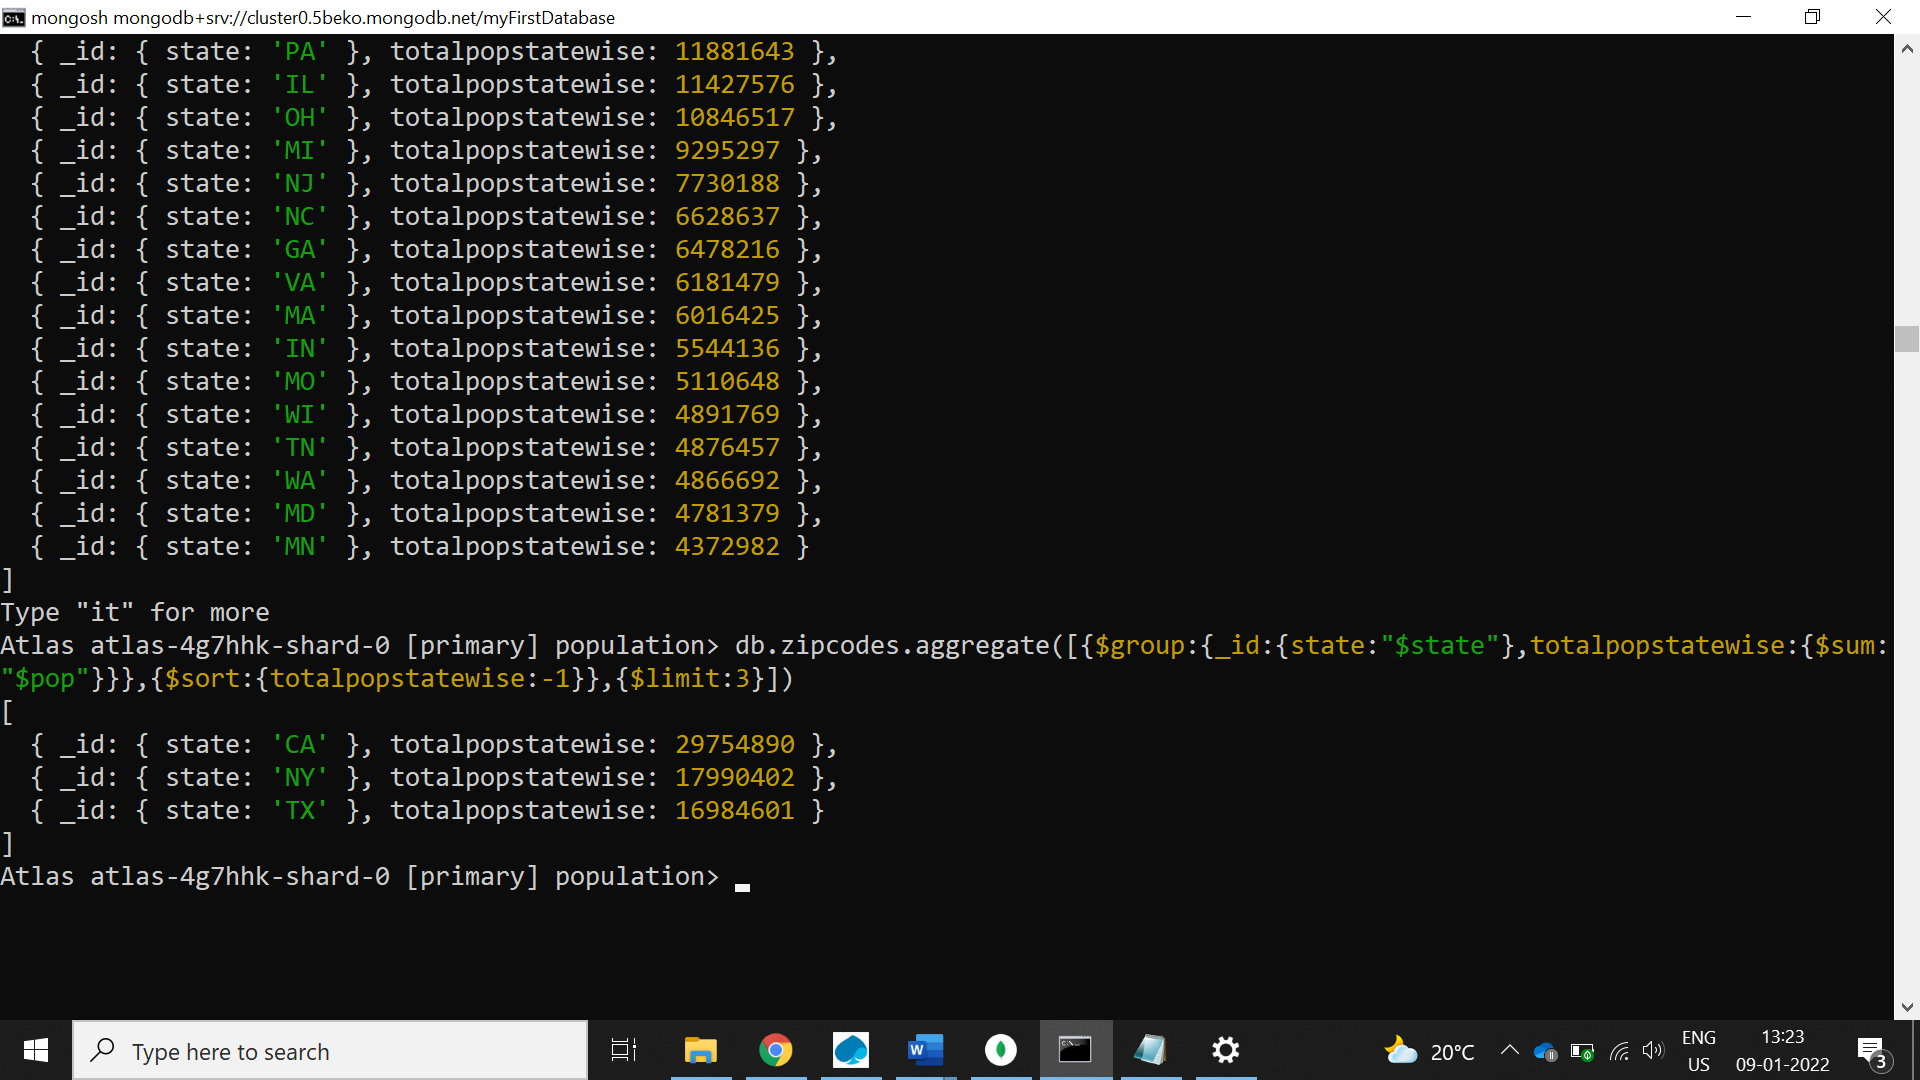 mongosh mongodb+srv://cluster0.5beko.mongodb.net/myFirstDatabase
{ _id: { state: 'PA' }, totalpopstatewise: 11881643 },
{ _id: { state: 'IL' }, totalpopstatewise: 11427576 },
{ _id: { state: 'OH' }, totalpopstatewise: 10846517 },
{ _id: { state: 'MI' }, totalpopstatewise: 9295297 },
{ _id: { state: 'NJ' }, totalpopstatewise: 7730188 },
{ _id: { state: 'NC' }, totalpopstatewise: 6628637 },
{ _id: { state: 'GA' }, totalpopstatewise: 6478216 },
{ _id: { state: 'VA' }, totalpopstatewise: 6181479 },
{ _id: { state: 'MA' }, totalpopstatewise: 6016425 },
{ _id: { state: 'IN' }, totalpopstatewise: 5544136 },
{ _id: { state: 'MO' }, totalpopstatewise: 5110648 },
{ _id: { state: 'WI' }, totalpopstatewise: 4891769 },
{ _id: { state: 'TN' }, totalpopstatewise: 4876457 },
{ _id: { state: 'WA' }, totalpopstatewise: 4866692 },
{ _id: { state: 'MD' }, totalpopstatewise: 4781379 },
{ _id: { state: 'MN' }, totalpopstatewise: 4372982 }
]
Type "it" for more
Atlas atlas-4g7hhk-shard-0 [primary] population> db.zipcodes.aggregate([{$group:{_id:{state:"$state"},totalpopstatewise:{$sum:
"$pop"}}},{$sort:{totalpopstatewise:-1}},{$limit:3}])
[
{ _id: { state: 'CA' }, totalpopstatewise: 29754890 },
{ _id: { state: 'NY' }, totalpopstatewise: 17990402 },
{ _id: { state: 'TX' }, totalpopstatewise: 16984601 }
]
Atlas atlas-4g7hhk-shard-0 [primary] population>
Type here to search
W
20°C
ENG
US
13:23
09-01-2022
3